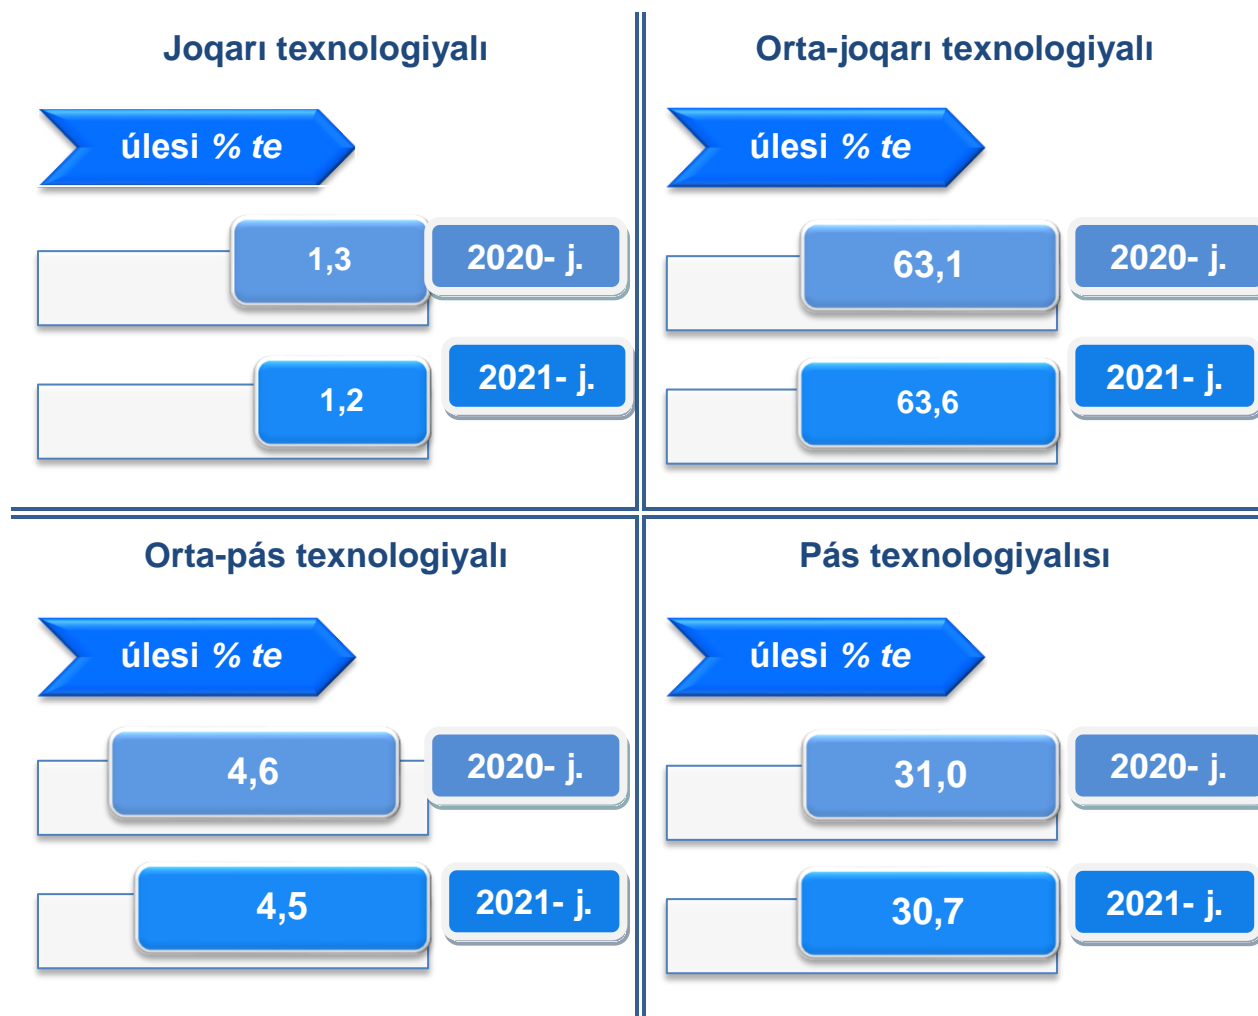 Joqarı texnologiyalı
úlesi % te
1,3
2020- j.
1,2
2021- j.
Orta-joqarı texnologiyalı
úlesi % te
63,1
2020- j.
63,6
2021- j.
Orta-pás texnologiyalı
úlesi % te
4,6
2020- j.
4,5
2021- j.
Pás texnologiyalısı
úlesi % te
31,0
2020- j.
30,7
2021- j.